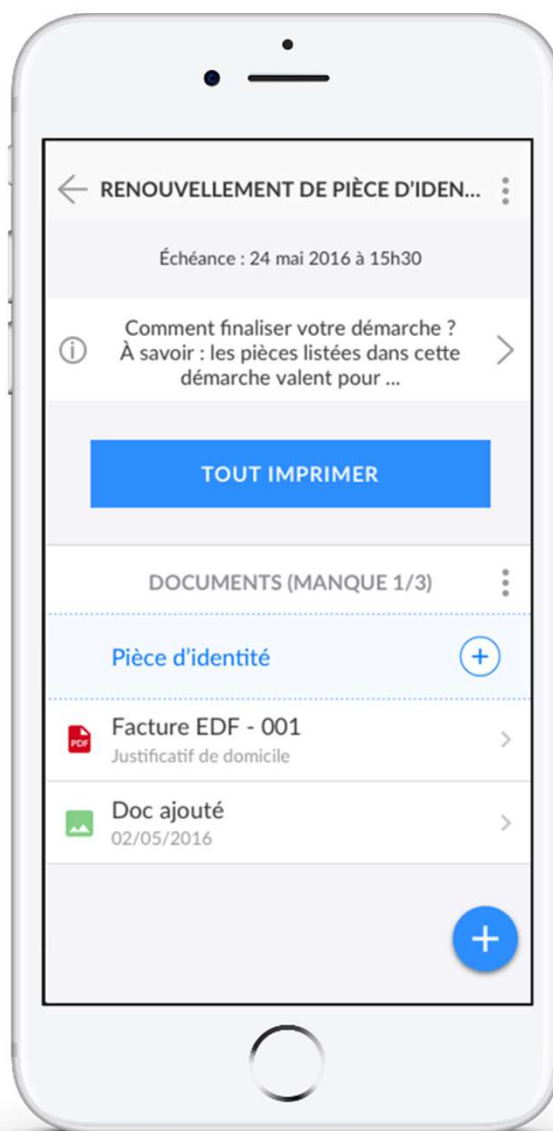 RENOUVELLEMENT DE PIÈCE D'IDEN...
Échéance : 24 mai 2016 à 15h30
Comment finaliser votre démarche ?
À savoir : les pièces listées dans cette
démarche valent pour ...
TOUT IMPRIMER
DOCUMENTS (MANQUE 1/3)
Pièce d'identité
PDF
Facture EDF - 001
Justificatif de domicile
Doc ajouté
02/05/2016